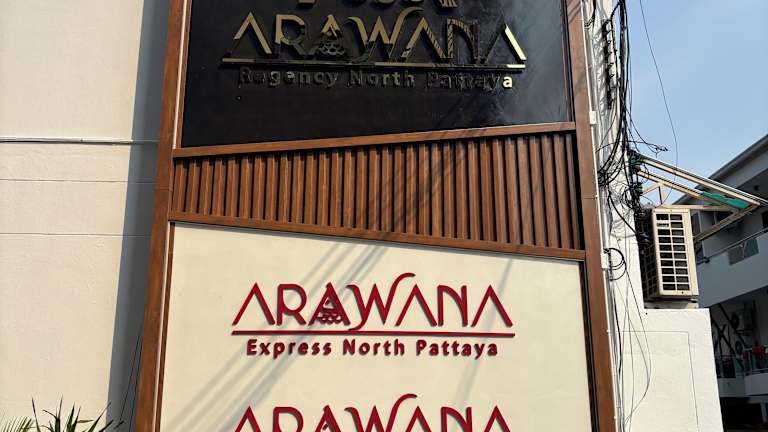 ARAWANA
Regency North Pattaya
ARAWANA
Express North Pattaya
ARAWANA